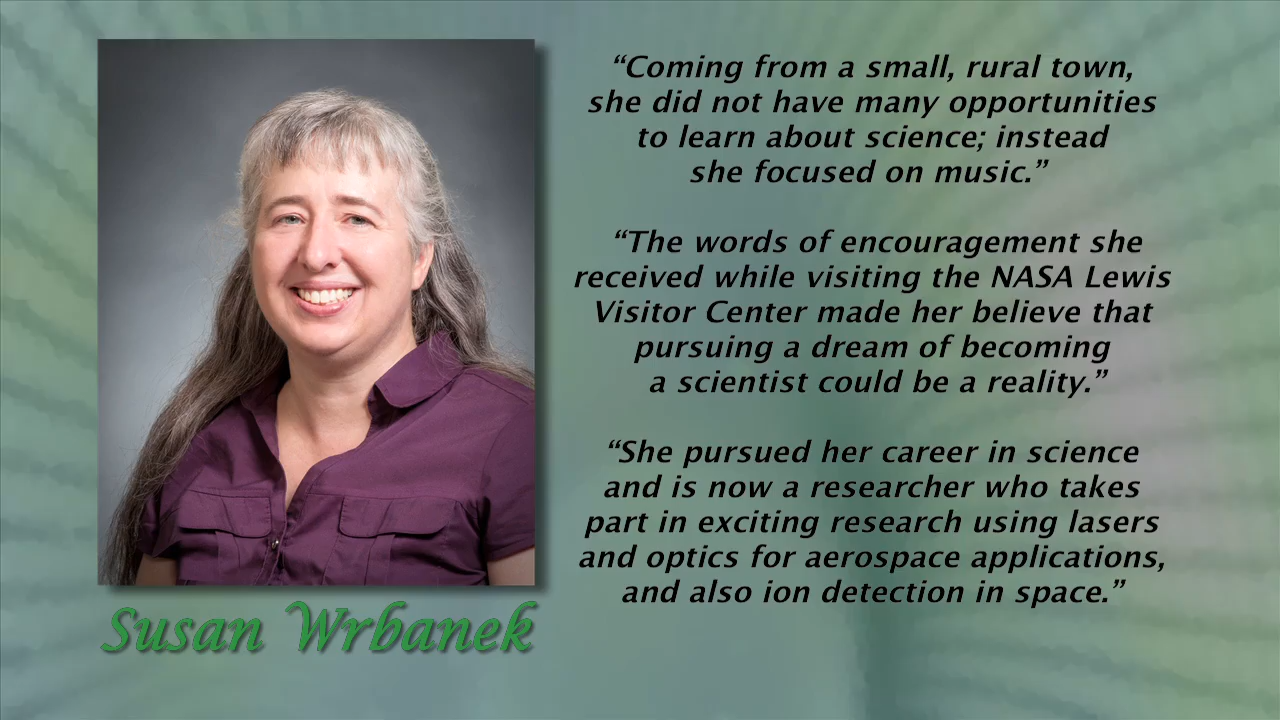 “Coming from a small, rural town,
she did not have many opportunities
to learn about science; instead
she focused on music.”
“The words of encouragement she
received while visiting the NASA Lewis
Visitor Center made her believe that
pursuing a dream of becoming
a scientist could be a reality.”
“She pursued her career in science
and is now a researcher who takes
part in exciting research using lasers
and optics for aerospace applications,
and also ion detection in space.”
Susan Wrbanek